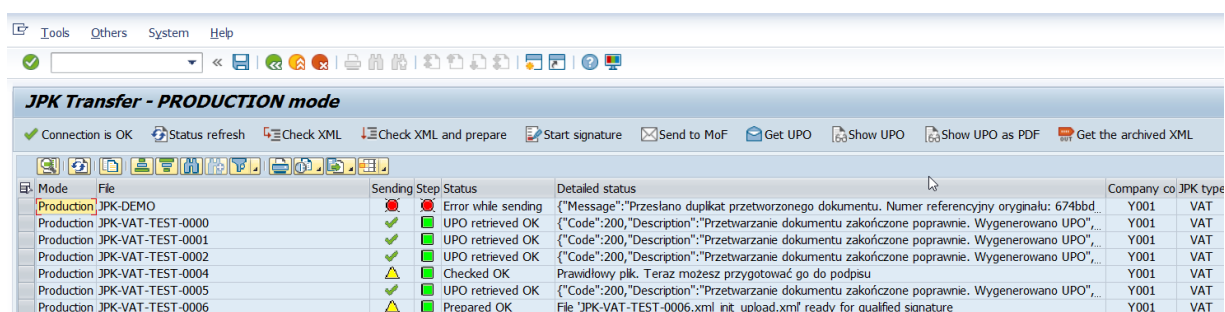 Tools Others System Help
JPK Transfer - PRODUCTION mode
Connection is OK Status refresh Check XML Check XML and prepare Start signature Send to MoF Get UPO Show UPO Show UPO as PDF Get the archived XML
Mode File Sending Step Status Detailed status Company co JPK type
Production JPK-DEMO Error while sending {"Message":"Przesłano duplikat przetworzonego dokumentu. Numer referencyjny oryginału: 674bbd Y001 VAT
Production JPK-VAT-TEST-0000 UPO retrieved OK {"Code":200,"Description":"Przetwarzanie dokumentu zakończone poprawnie. Wygenerowano UPO",... Y001 VAT
Production JPK-VAT-TEST-0001 UPO retrieved OK {"Code":200,"Description":"Przetwarzanie dokumentu zakończone poprawnie. Wygenerowano UPO",... Y001 VAT
Production JPK-VAT-TEST-0002 UPO retrieved OK {"Code":200,"Description":"Przetwarzanie dokumentu zakończone poprawnie. Wygenerowano UPO",... Y001 VAT
Production JPK-VAT-TEST-0004 Checked OK Prawidłowy plik. Teraz możesz przygotować go do podpisu Y001 VAT
Production JPK-VAT-TEST-0005 UPO retrieved OK {"Code":200,"Description":"Przetwarzanie dokumentu zakończone poprawnie. Wygenerowano UPO",... Y001 VAT
Production JPK-VAT-TEST-0006 Prepared OK File 'JPK-VAT-TEST-0006.xml_init_upload.xml' ready for qualified signature Y001 VAT